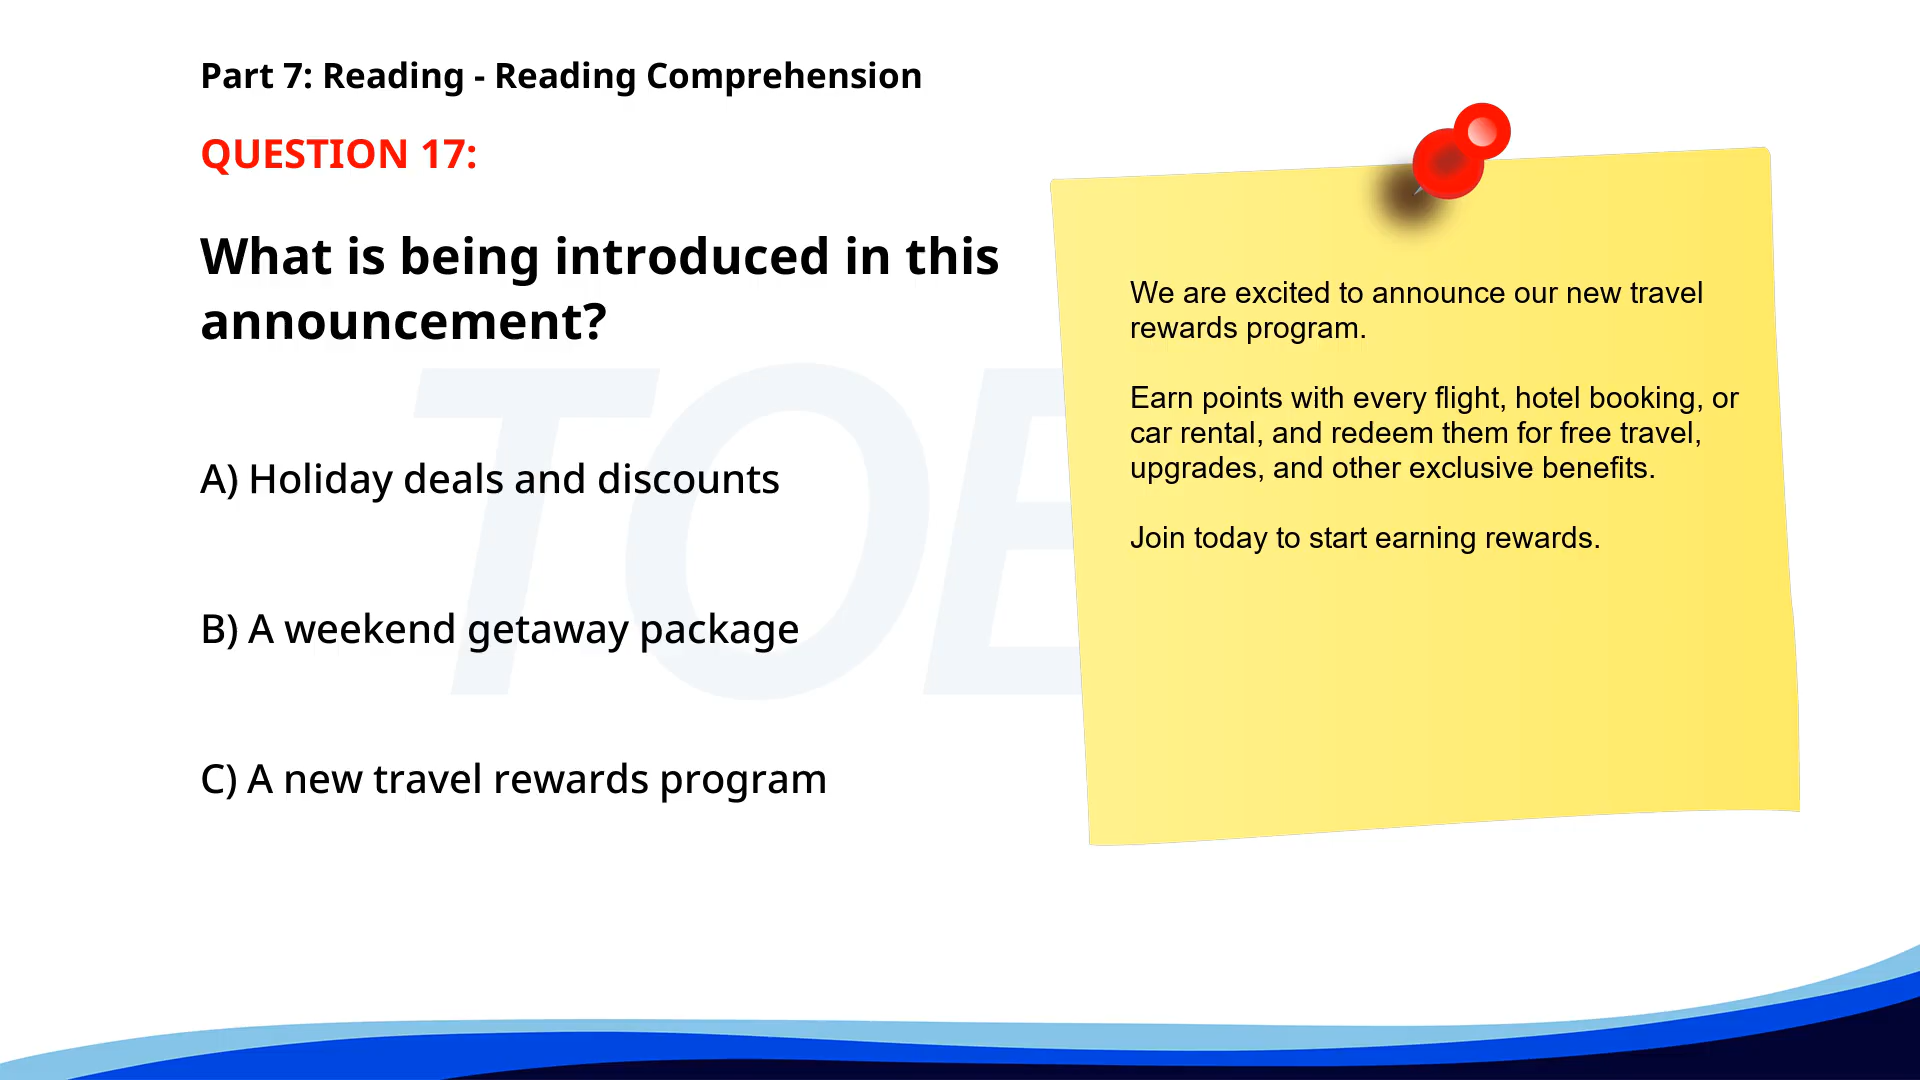 Part 7: Reading - Reading Comprehension
QUESTION 17:
What is being introduced in this
announcement?
A) Holiday deals and discounts
B) A weekend getaway package
C) A new travel rewards program
We are excited to announce our new travel
rewards program.
Earn points with every flight, hotel booking, or
car rental, and redeem them for free travel,
upgrades, and other exclusive benefits.
Join today to start earning rewards.